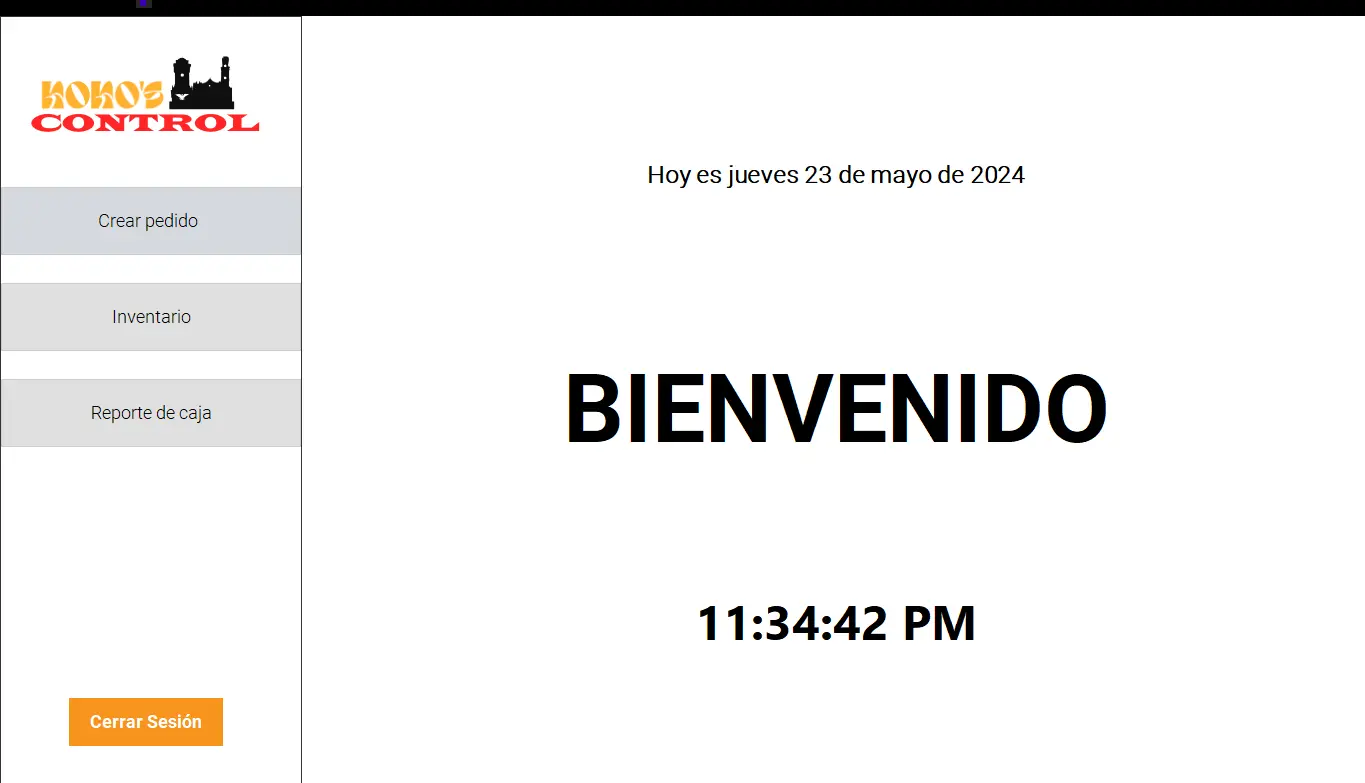 KOKO'S
CONTROL
Crear pedido
Inventario
Reporte de caja
Cerrar Sesión
Hoy es jueves 23 de mayo de 2024
BIENVENIDO
11:34:42 PM